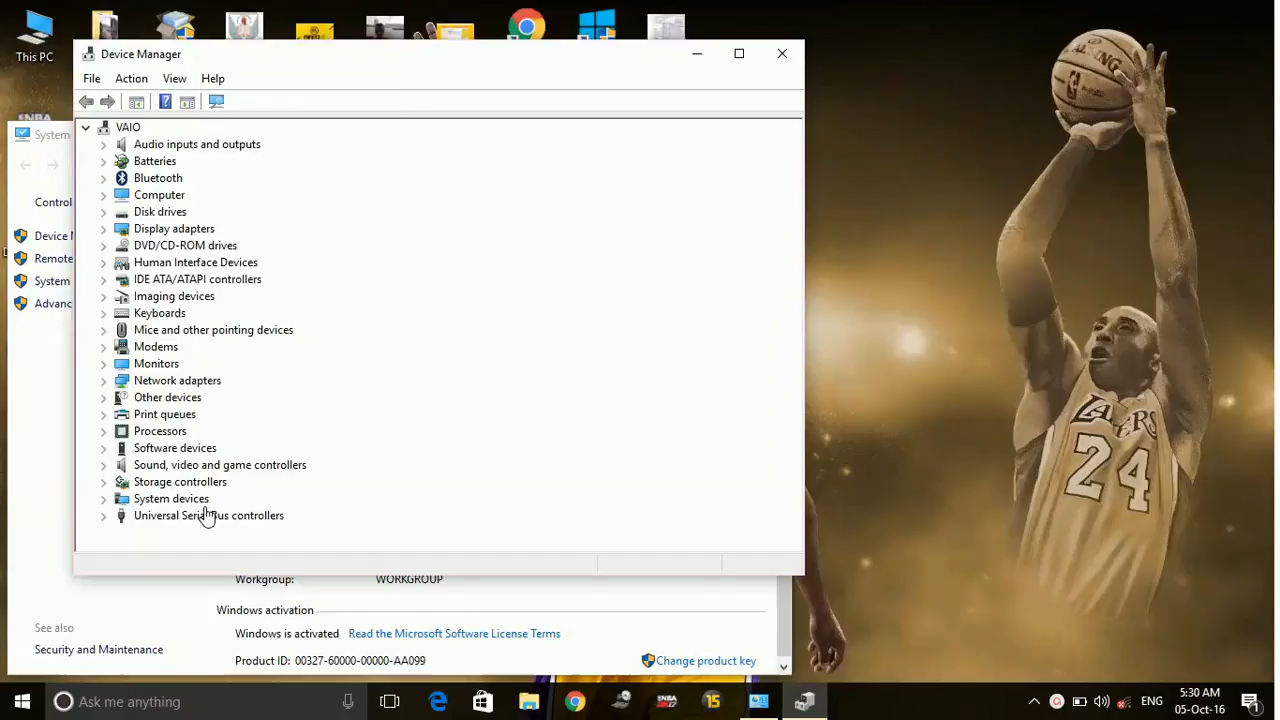 This PC
Device Manager
File Action View Help
System
VAIO
Audio inputs and outputs
Batteries
Bluetooth
Computer
Disk drives
Display adapters
DVD/CD-ROM drives
Human Interface Devices
IDE ATA/ATAPI controllers
Imaging devices
Keyboards
Mice and other pointing devices
Modems
Monitors
Network adapters
Other devices
Print queues
Processors
Software devices
Sound, video and game controllers
Storage controllers
System devices
Universal Serial Bus controllers
Control
Device M
Remote
System
Advanc
Workgroup: WORKGROUP
Windows activation
Windows is activated Read the Microsoft Software License Terms
Product ID: 00327-60000-00000-AA099
Change product key
See also
Security and Maintenance
LAKERS
24
Ask me anything
15
ENG
5:30 AM
05-Oct-16
1